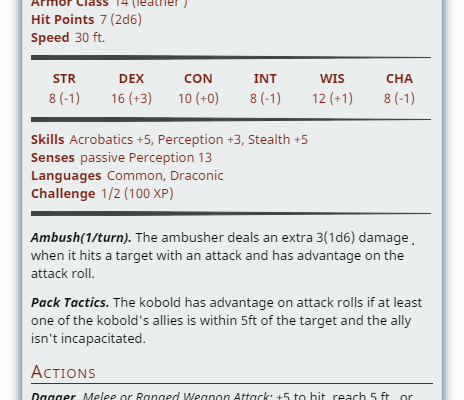 Armor Class 14 (leather )
Hit Points 7 (2d6)
Speed 30 ft.
STR DEX CON INT WIS CHA
8 (-1) 16 (+3) 10 (+0) 8 (-1) 12 (+1) 8 (-1)
Skills Acrobatics +5, Perception +3, Stealth +5
Senses passive Perception 13
Languages Common, Draconic
Challenge 1/2 (100 XP)
Ambush(1/turn). The ambusher deals an extra 3(1d6) damage .
when it hits a target with an attack and has advantage on the
attack roll.
Pack Tactics. The kobold has advantage on attack rolls if at least
one of the kobold's allies is within 5ft of the target and the ally
isn't incapacitated.
Actions
Dagger. Melee or Ranged Weapon Attack: +5 to hit, reach 5 ft., or